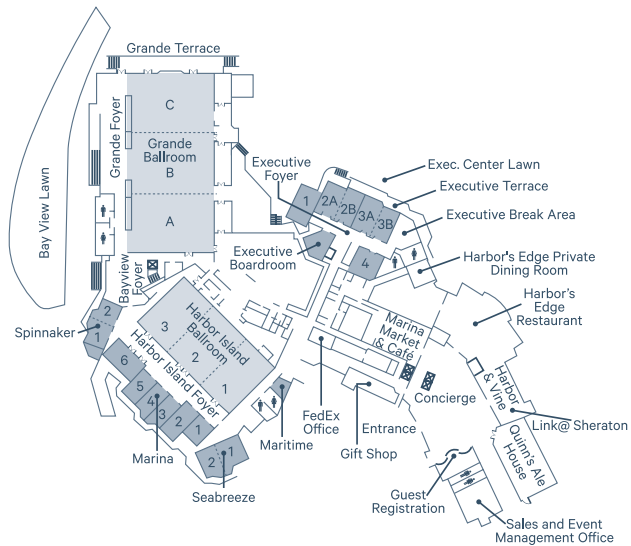 Grande Terrace
C
Grande Foyer
Grande
Ballroom
B
A
Bay View Lawn
Executive
Foyer
Exec. Center Lawn
Executive Terrace
1
2A
2B
3A
3B
Executive Break Area
Executive
Boardroom
4
Harbor's Edge Private
Dining Room
Bayview
Foyer
Harbor's
Edge
Restaurant
Spinnaker
2
1
Harbor Island
Ballroom
3
2
1
Harbor Island Foyer
Marina
Market
& Café
6
5
4
3
2
1
Marina
Harbor
& Vine
Concierge
FedEx
Office
Entrance
Gift Shop
Maritime
Link@ Sheraton
Quinn's Ale
House
2
1
Seabreeze
Guest
Registration
Sales and Event
Management Office